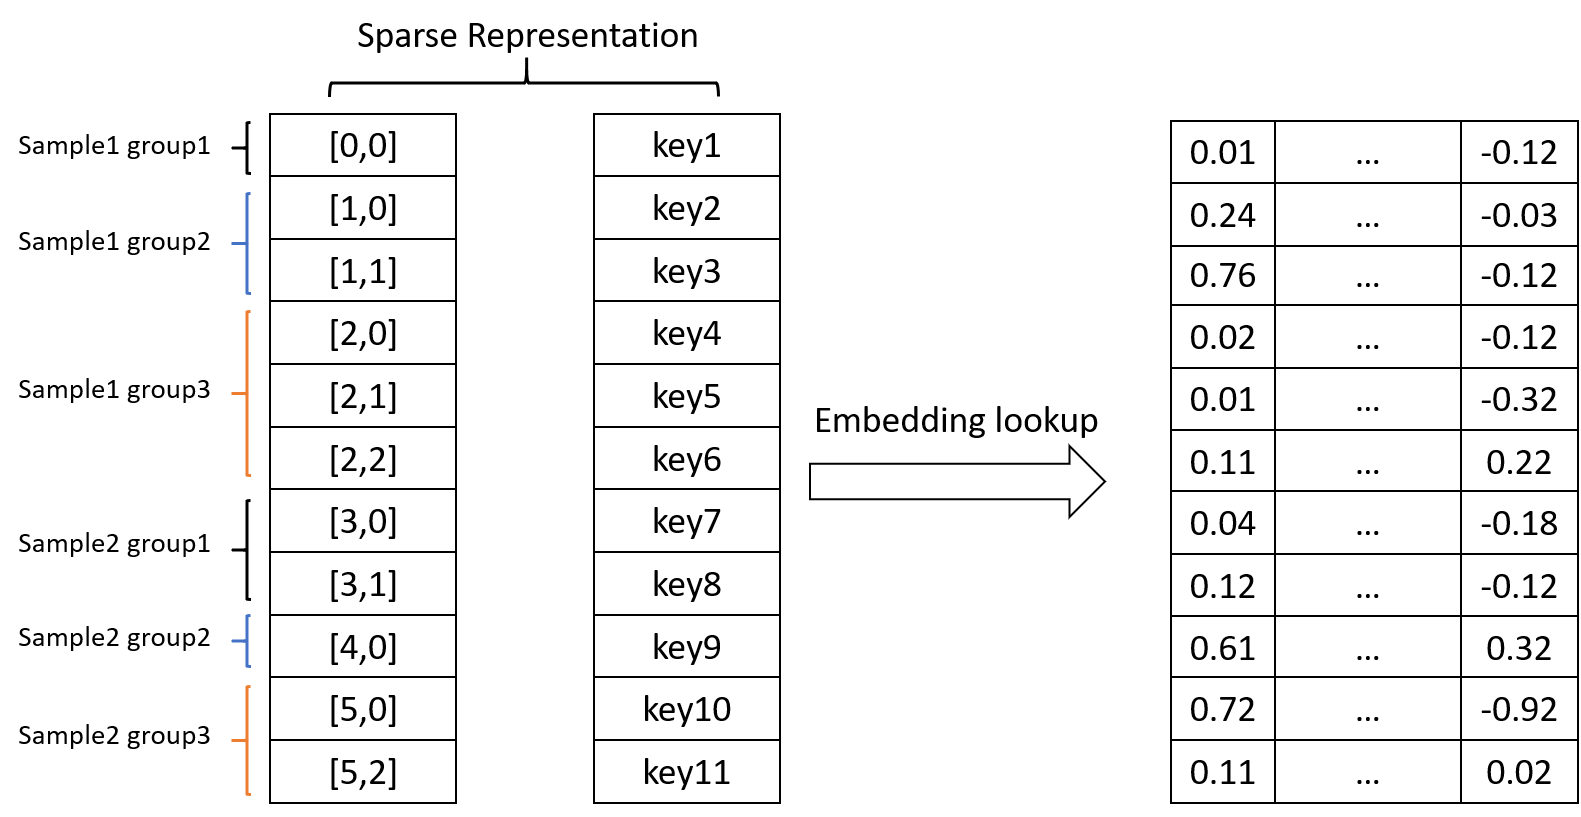 Sparse Representation
Sample1 group1 [0,0] key1 0.01 ... -0.12
[1,0] key2 0.24 ... -0.03
Sample1 group2
[1,1] key3 0.76 ... -0.12
[2,0] key4 0.02 ... -0.12
Sample1 group3 [2,1] key5 0.01 ... -0.32
Embedding lookup
[2,2] key6 0.11 ... 0.22
[3,0] key7 0.04 ... -0.18
Sample2 group1
[3,1] key8 0.12 ... -0.12
Sample2 group2 [4,0] key9 0.61 ... 0.32
[5,0] key10 0.72 ... -0.92
Sample2 group3
[5,2] key11 0.11 ... 0.02